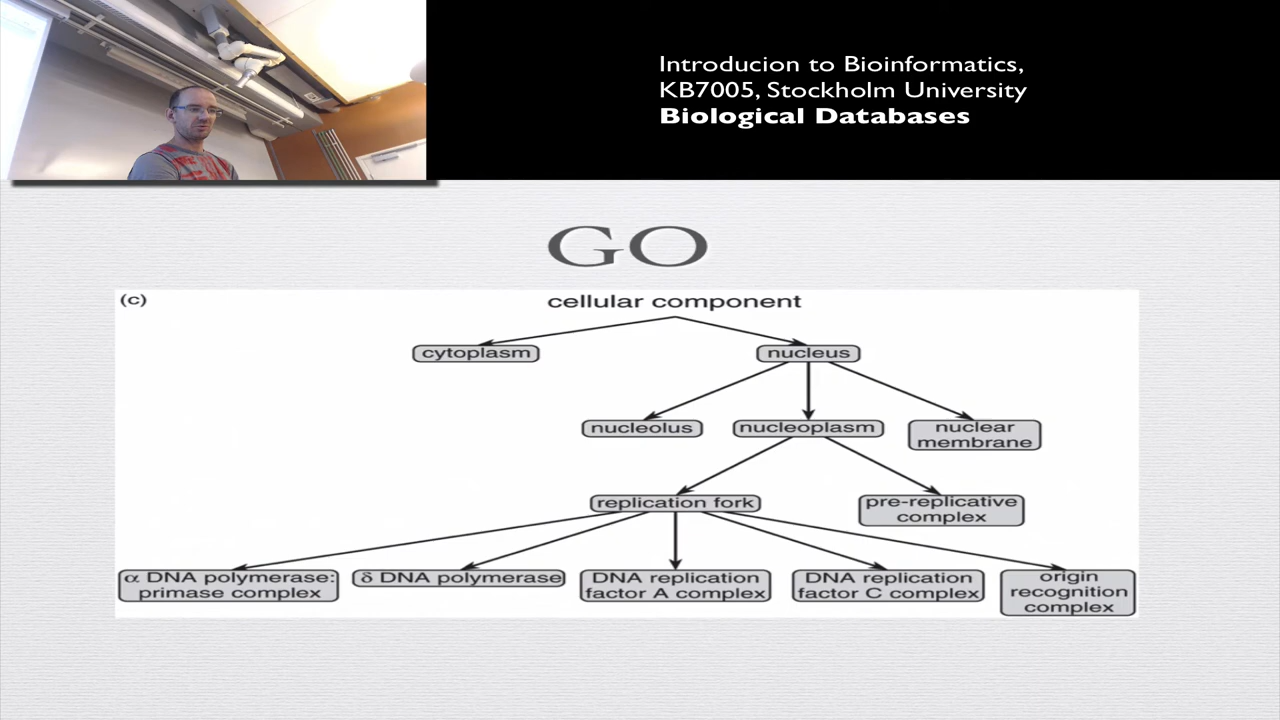 Introducion to Bioinformatics,
KB7005, Stockholm University
Biological Databases
GO
(c)
cellular component
cytoplasm
nucleus
nucleolus
nucleoplasm
nuclear
membrane
replication fork
pre-replicative
complex
α DNA polymerase:
primase complex
δ DNA polymerase
DNA replication
factor A complex
DNA replication
factor C complex
origin
recognition
complex